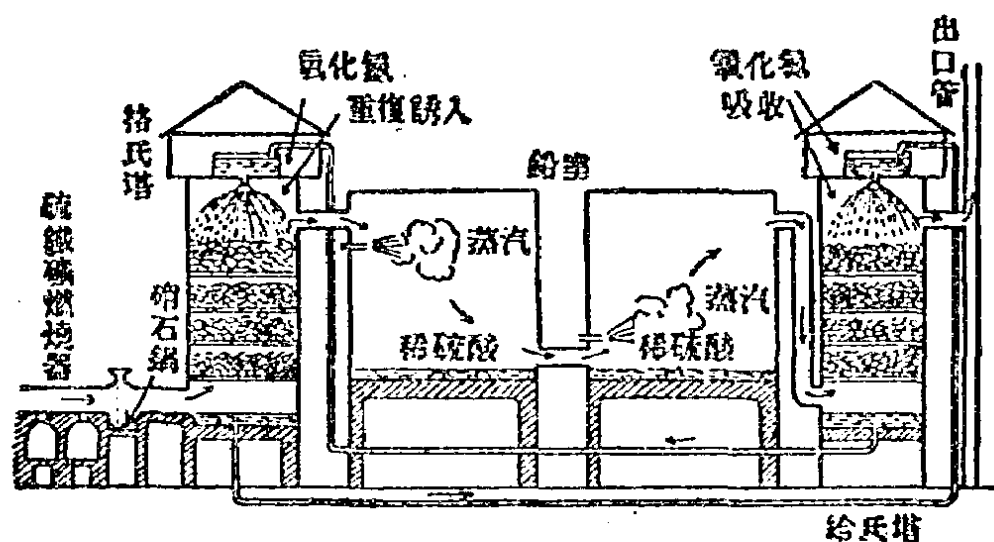 出口管
氧化氮
重復誘入
氧化氮
吸收
格氏塔
鉛室
硫鐵礦燃燒器
硝石鍋
蒸汽
蒸汽
稀硫酸
稀硫酸
給氏塔